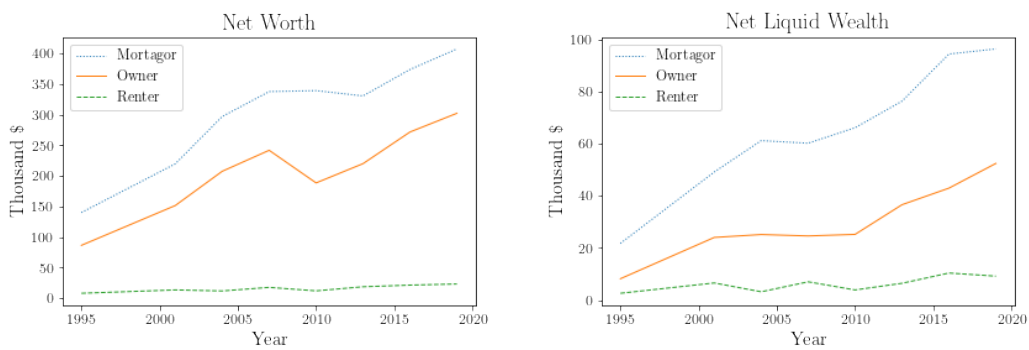 Net Worth
400
350
300
250
200
150
100
50
0
Thousand $
Mortagor
Owner
Renter
1995 2000 2005 2010 2015 2020
Year
Net Liquid Wealth
100
80
60
40
20
0
Thousand $
Mortagor
Owner
Renter
1995 2000 2005 2010 2015 2020
Year